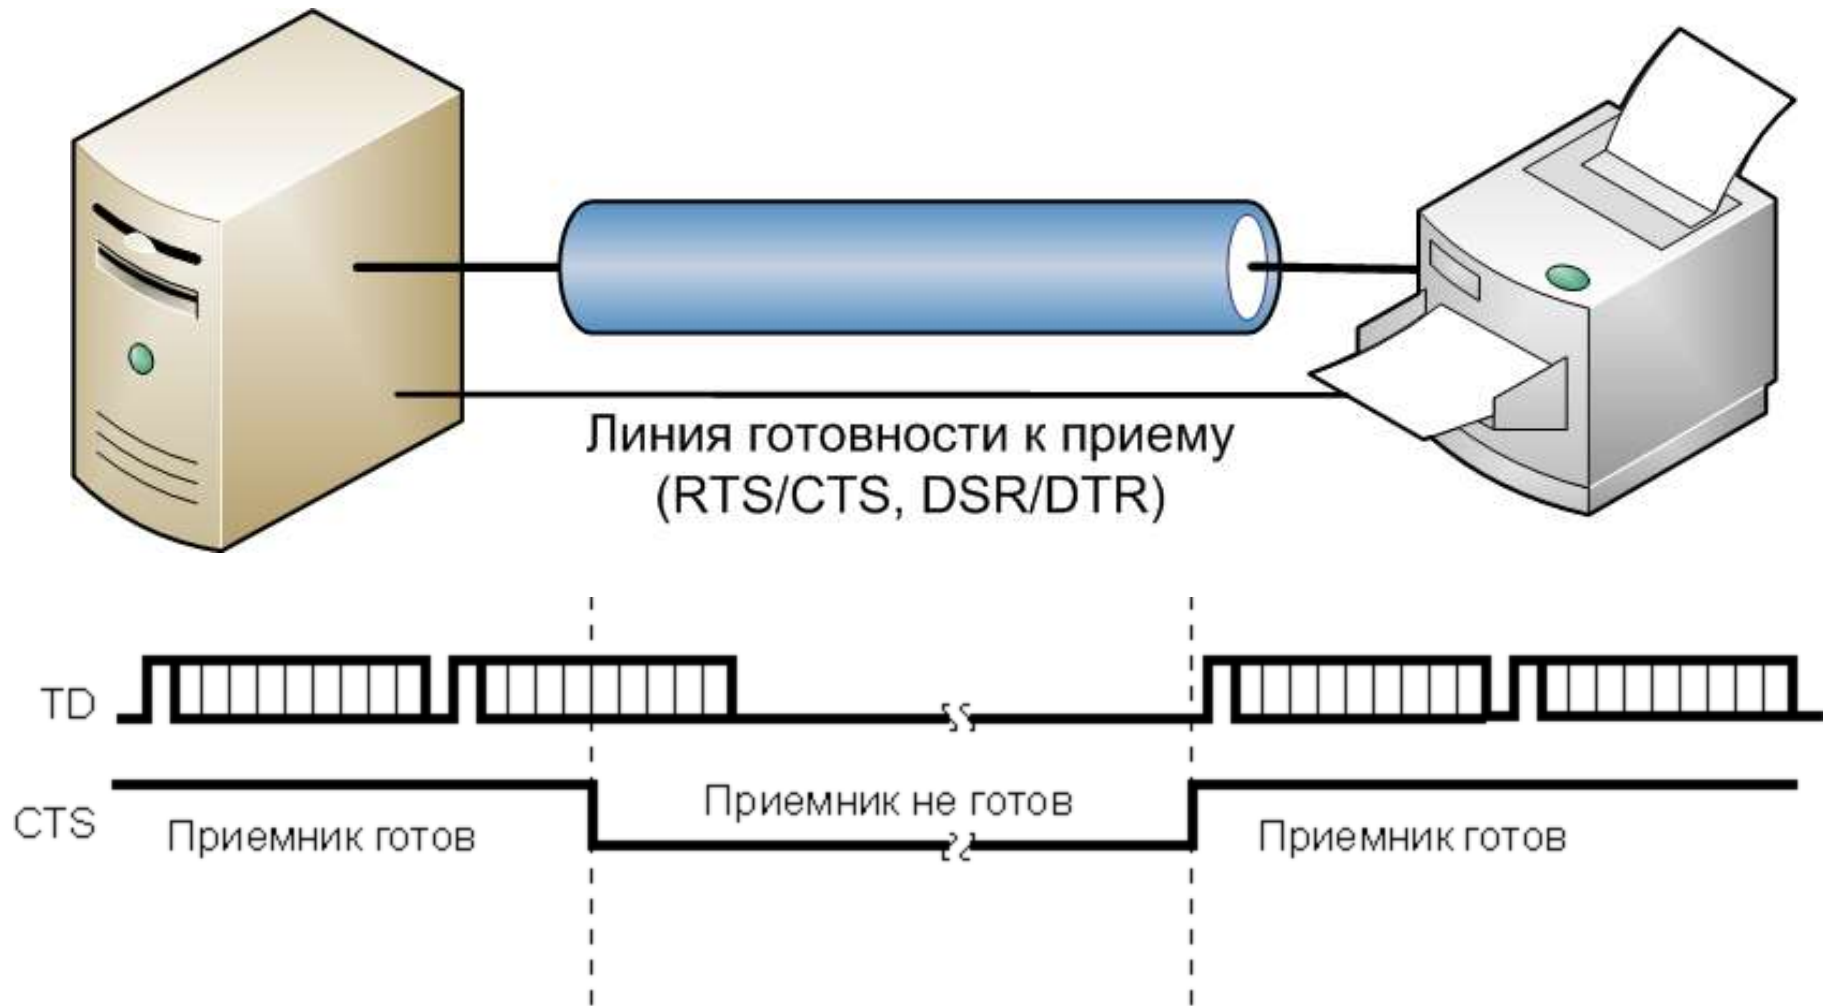 Линия готовности к приему
(RTS/CTS, DSR/DTR)
TD
CTS
Приемник готов
Приемник не готов
Приемник готов